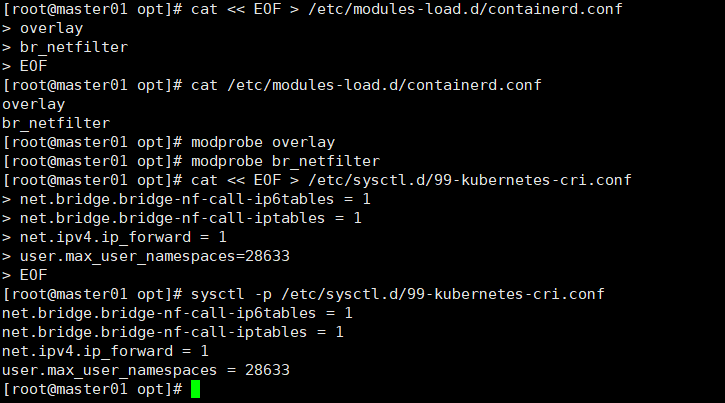 [root@master01 opt]# cat << EOF > /etc/modules-load.d/containerd.conf
> overlay
> br_netfilter
> EOF
[root@master01 opt]# cat /etc/modules-load.d/containerd.conf
overlay
br_netfilter
[root@master01 opt]# modprobe overlay
[root@master01 opt]# modprobe br_netfilter
[root@master01 opt]# cat << EOF > /etc/sysctl.d/99-kubernetes-cri.conf
> net.bridge.bridge-nf-call-ip6tables = 1
> net.bridge.bridge-nf-call-iptables = 1
> net.ipv4.ip_forward = 1
> user.max_user_namespaces=28633
> EOF
[root@master01 opt]# sysctl -p /etc/sysctl.d/99-kubernetes-cri.conf
net.bridge.bridge-nf-call-ip6tables = 1
net.bridge.bridge-nf-call-iptables = 1
net.ipv4.ip_forward = 1
user.max_user_namespaces = 28633
[root@master01 opt]#